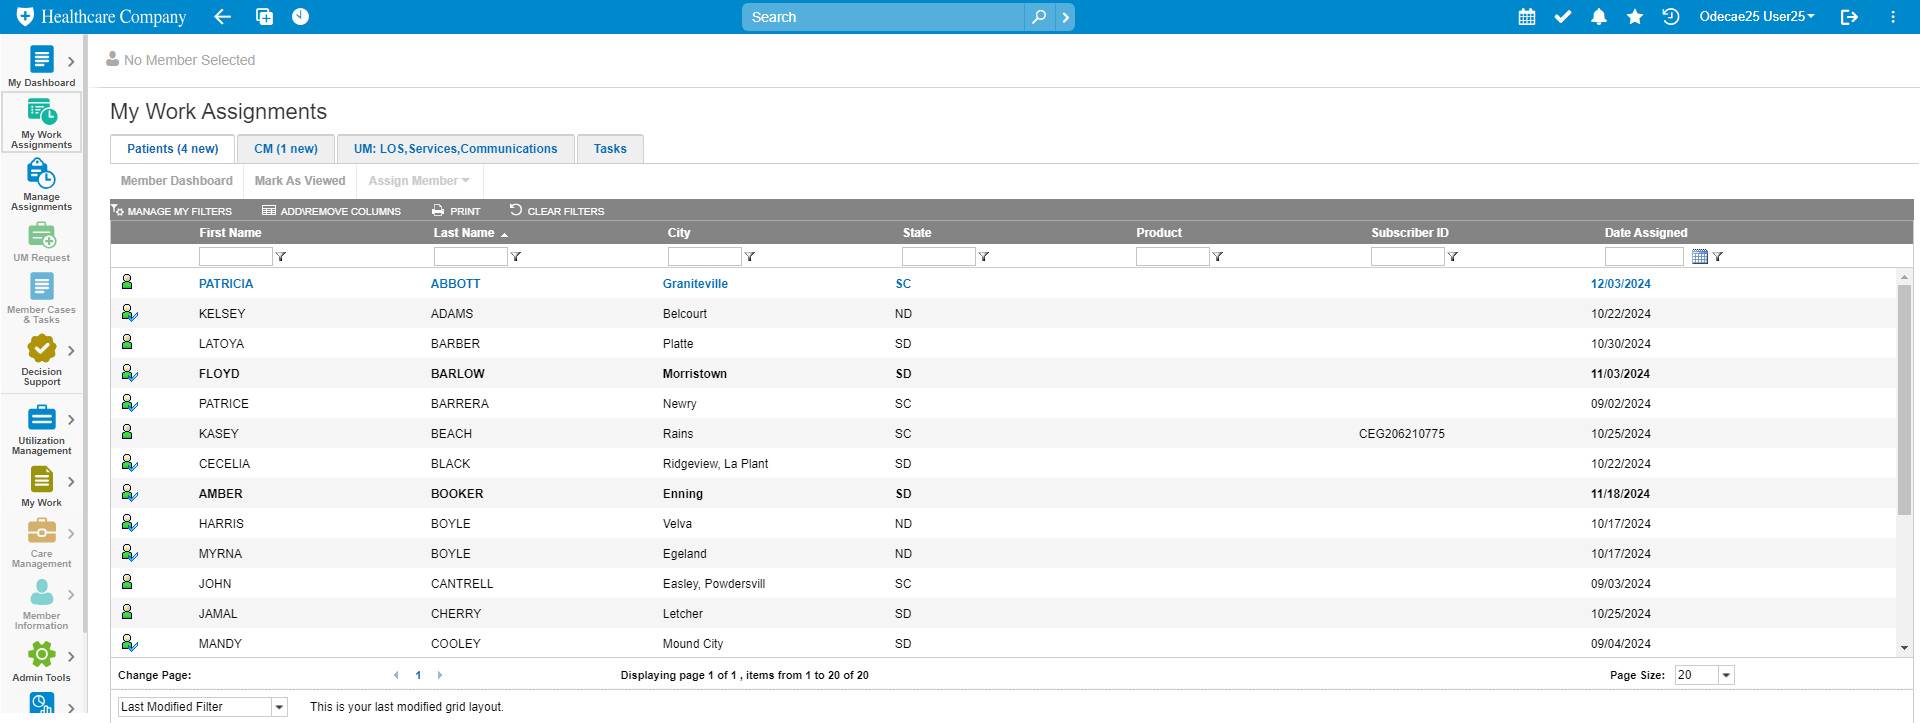 Healthcare Company
Search
Odecae25 User25
My Dashboard
My Work
Assignments
Manage
Assignments
UM Request
Member Cases
& Tasks
Decision
Support
Utilization
Management
My Work
Care
Management
Member
Information
Admin Tools
No Member Selected
My Work Assignments
Patients (4 new) CM (1 new) UM: LOS,Services,Communications Tasks
Member Dashboard Mark As Viewed Assign Member
MANAGE MY FILTERS ADD\REMOVE COLUMNS PRINT CLEAR FILTERS
First Name Last Name City State Product Subscriber ID Date Assigned
PATRICIA ABBOTT Graniteville SC 12/03/2024
KELSEY ADAMS Belcourt ND 10/22/2024
LATOYA BARBER Platte SD 10/30/2024
FLOYD BARLOW Morristown SD 11/03/2024
PATRICE BARRERA Newry SC 09/02/2024
KASEY BEACH Rains SC CEG206210775 10/25/2024
CECELIA BLACK Ridgeview, La Plant SD 10/22/2024
AMBER BOOKER Enning SD 11/18/2024
HARRIS BOYLE Velva ND 10/17/2024
MYRNA BOYLE Egeland ND 10/17/2024
JOHN CANTRELL Easley, Powdersvill SC 09/03/2024
JAMAL CHERRY Letcher SD 10/25/2024
MANDY COOLEY Mound City SD 09/04/2024
Change Page: 1 Displaying page 1 of 1 , items from 1 to 20 of 20 Page Size: 20
Last Modified Filter This is your last modified grid layout.